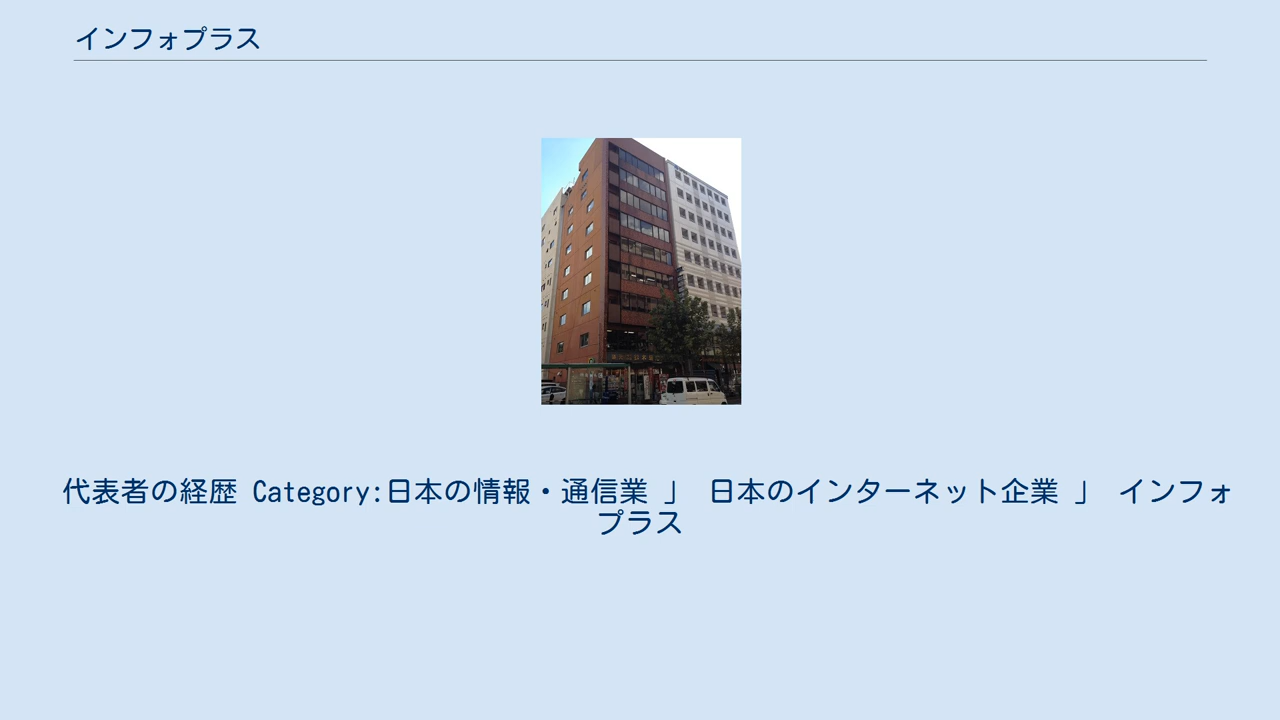 インフォプラス
代表者の経歴 Category:日本の情報・通信業 」 日本のインターネット企業 」 インフォ
プラス